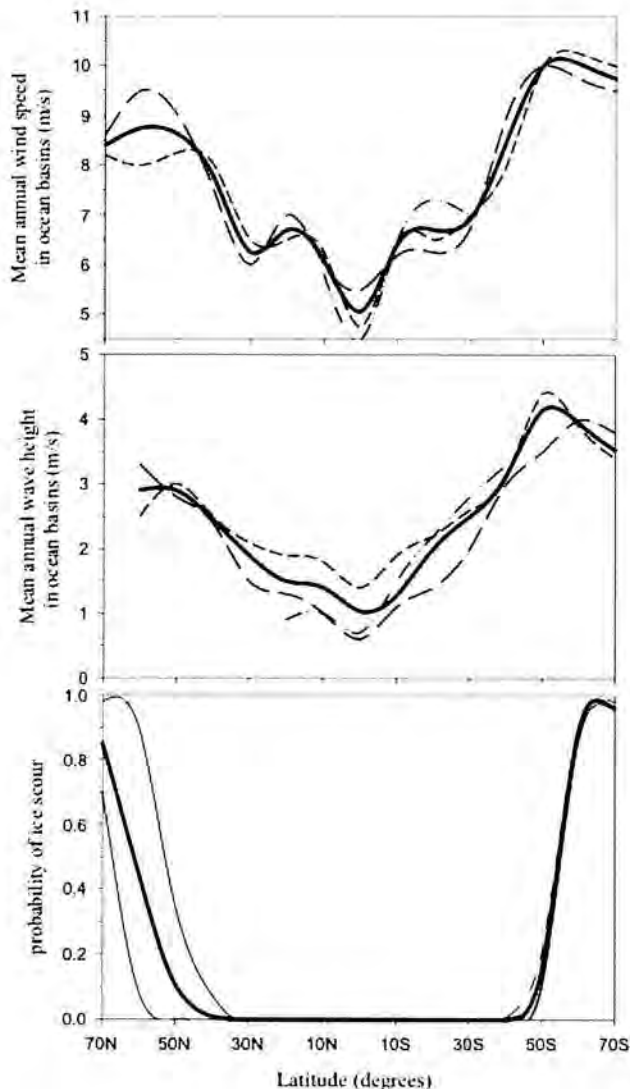 Mean annual wind speed
in ocean basins (m/s)
11
10
9
8
7
6
5
Mean annual wave height
in ocean basins (m/s)
5
4
3
2
1
0
probability of ice scour
1.0
0.8
0.6
0.4
0.2
0.0
70N 50N 30N 10N 10S 30S 50S 70S
Latitude (degrees)